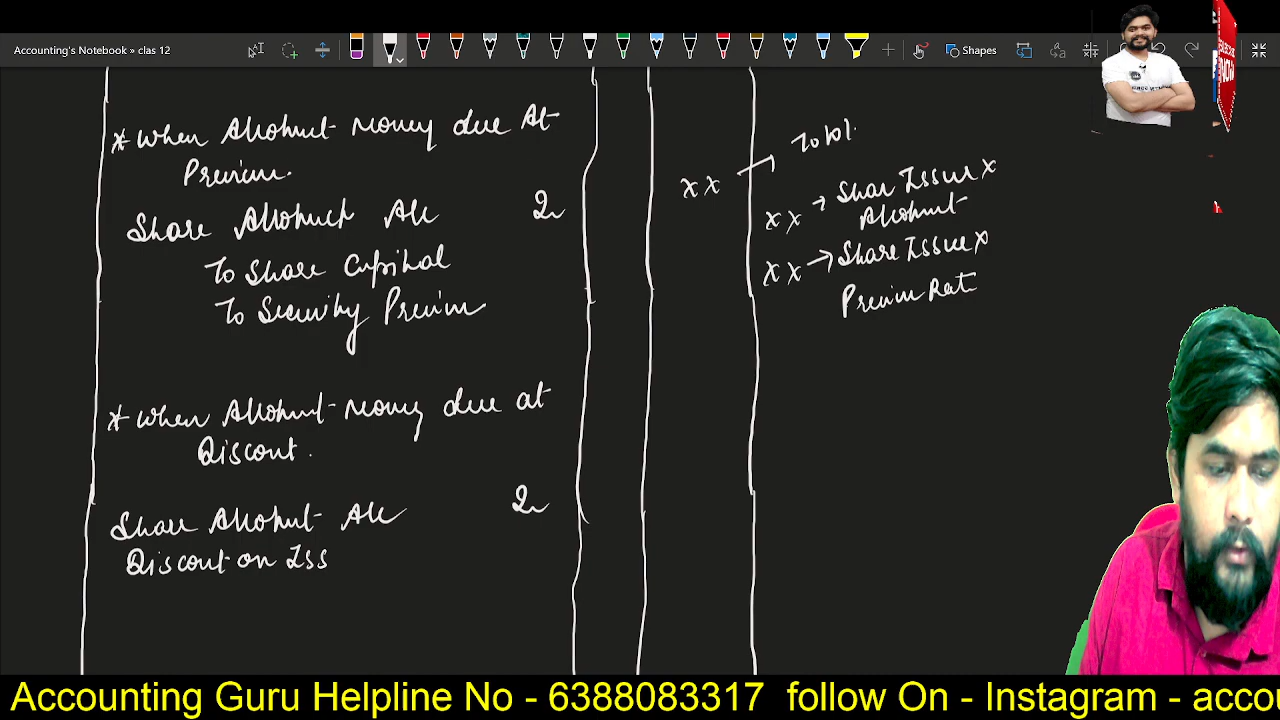 Accounting's Notebook » clas 12
Shapes
* When Allotment Money due At
Premium.
Share Allotment A/c Dr
To Share Capital
To Security Premium
xx → Total
xx → Share Issue x
Allotment
xx → Share Issue x
Premium Rate
* When Allotment Money due at
Discount.
Share Allotment A/c Dr
Discount on Iss
Accounting Guru Helpline No - 6388083317 follow On - Instagram - acco